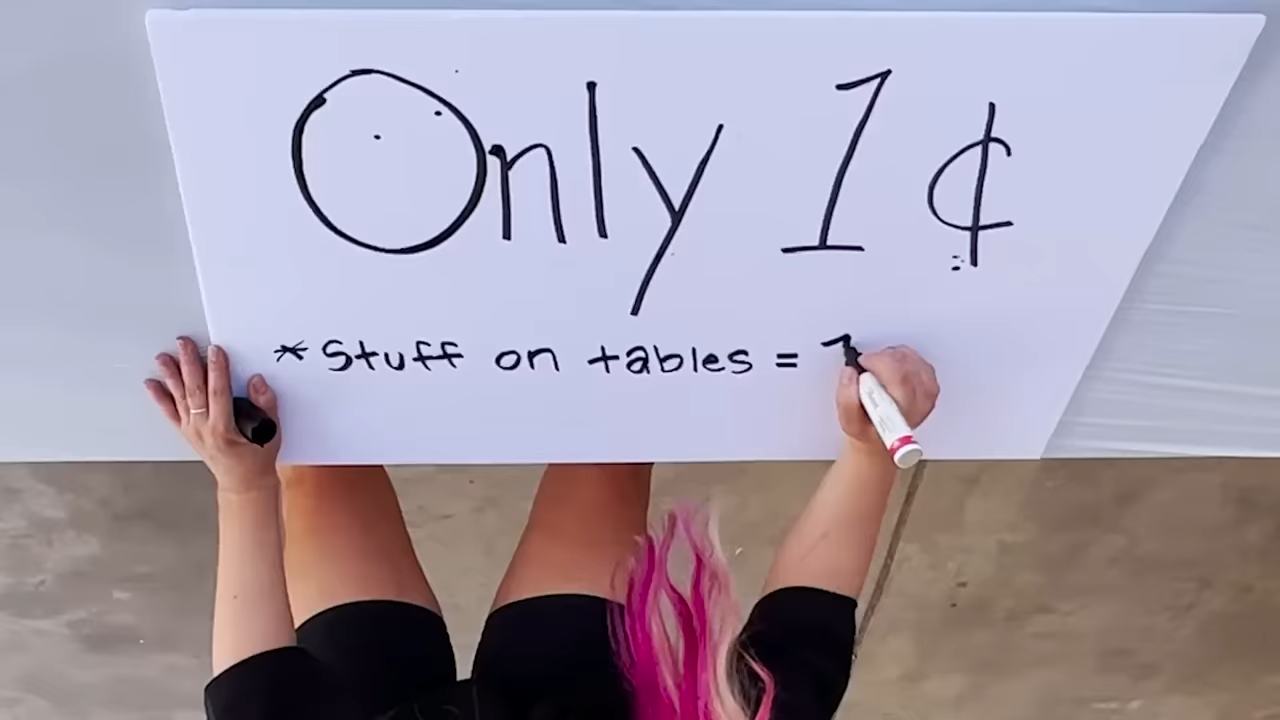 Only 1 ¢
*Stuff on tables =